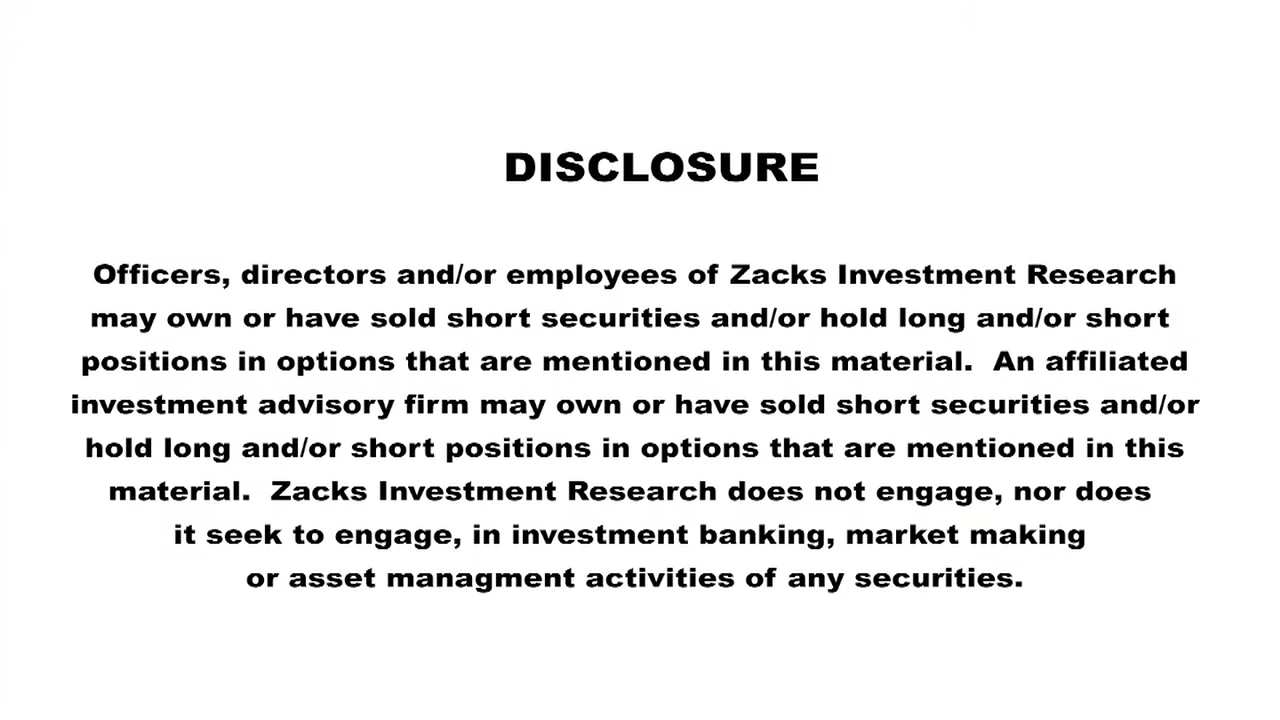 DISCLOSURE
Officers, directors and/or employees of Zacks Investment Research
may own or have sold short securities and/or hold long and/or short
positions in options that are mentioned in this material.  An affiliated
investment advisory firm may own or have sold short securities and/or
hold long and/or short positions in options that are mentioned in this
material.  Zacks Investment Research does not engage, nor does
it seek to engage, in investment banking, market making
or asset managment activities of any securities.